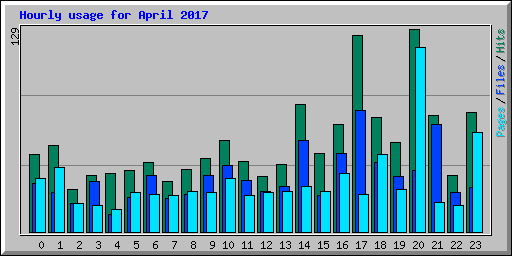 Hourly usage for April 2017
129
Pages/Files/Hits
0 1 2 3 4 5 6 7 8 9 10 11 12 13 14 15 16 17 18 19 20 21 22 23